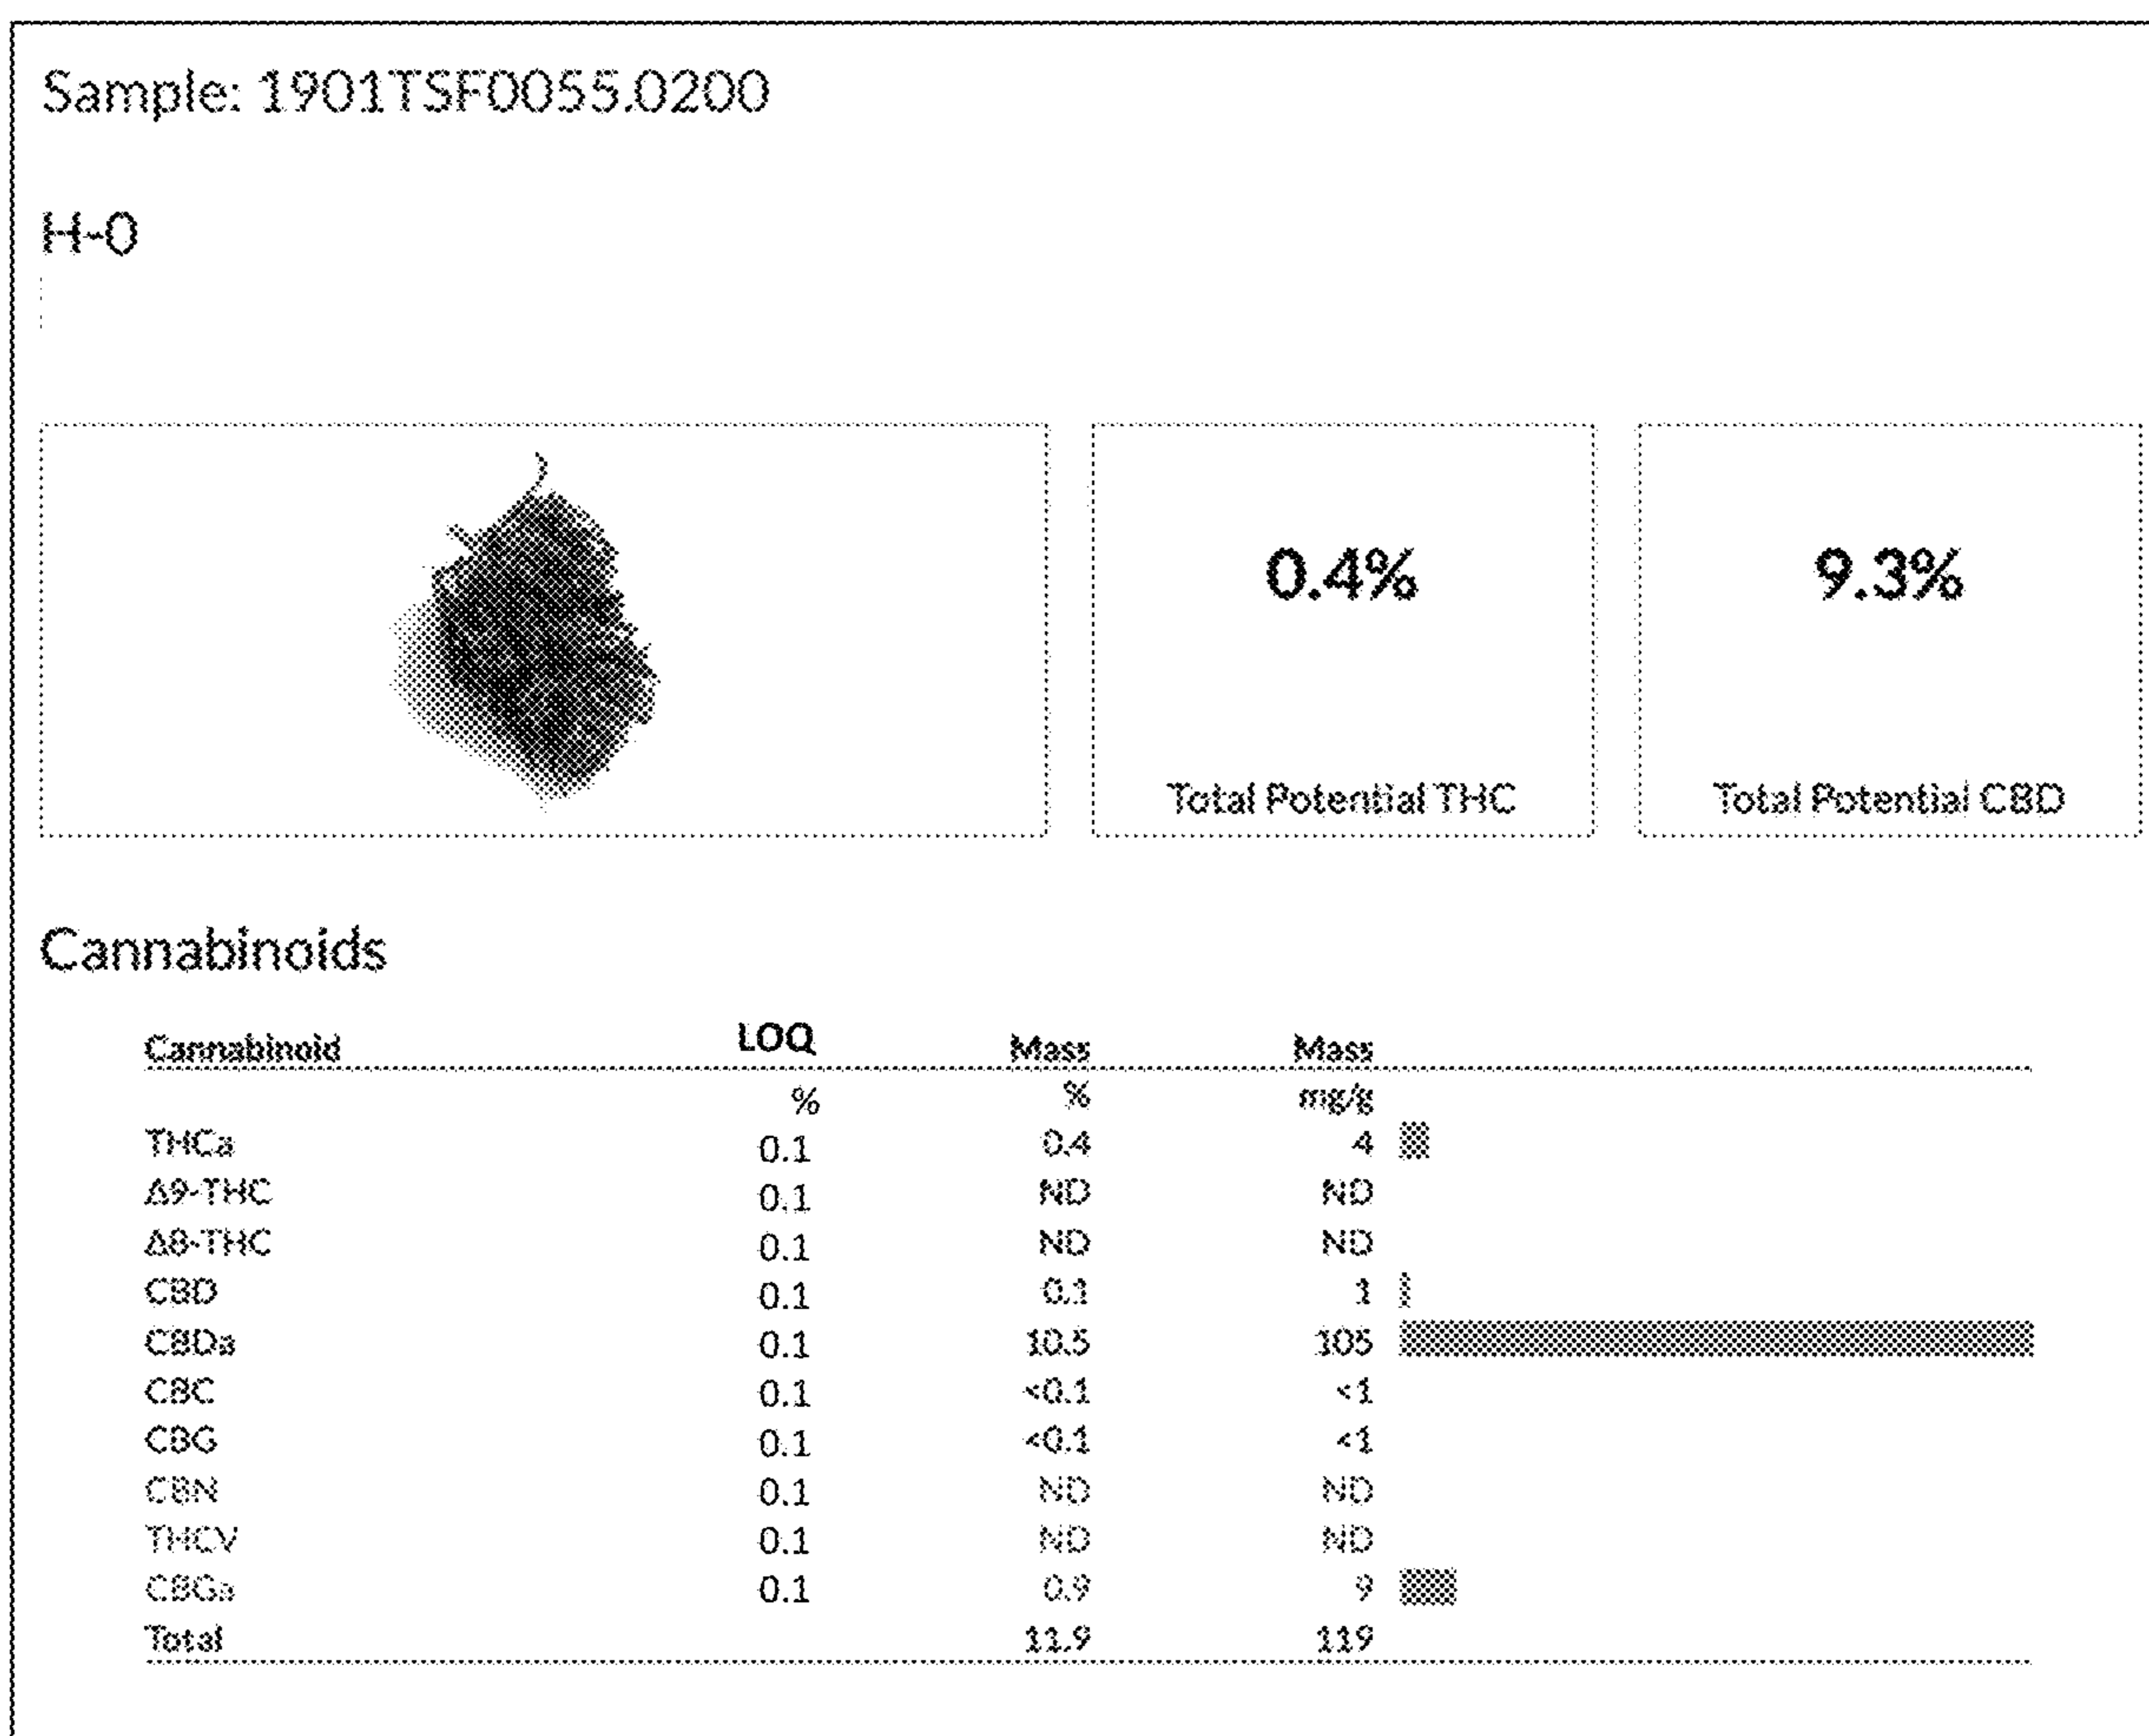 Sample: 1901TSF0055.0200
H-0
0.4%
Total Potential THC
9.3%
Total Potential CBD
Cannabinoids
Cannabinoid LOQ Mass Mass
% % mg/g
THCa 0.1 0.4 4
Δ9-THC 0.1 ND ND
Δ8-THC 0.1 ND ND
CBD 0.1 0.1 1
CBDa 0.1 10.5 105
CBC 0.1 <0.1 <1
CBG 0.1 <0.1 <1
CBN 0.1 ND ND
THCV 0.1 ND ND
CBGa 0.1 0.9 9
Total 11.9 119